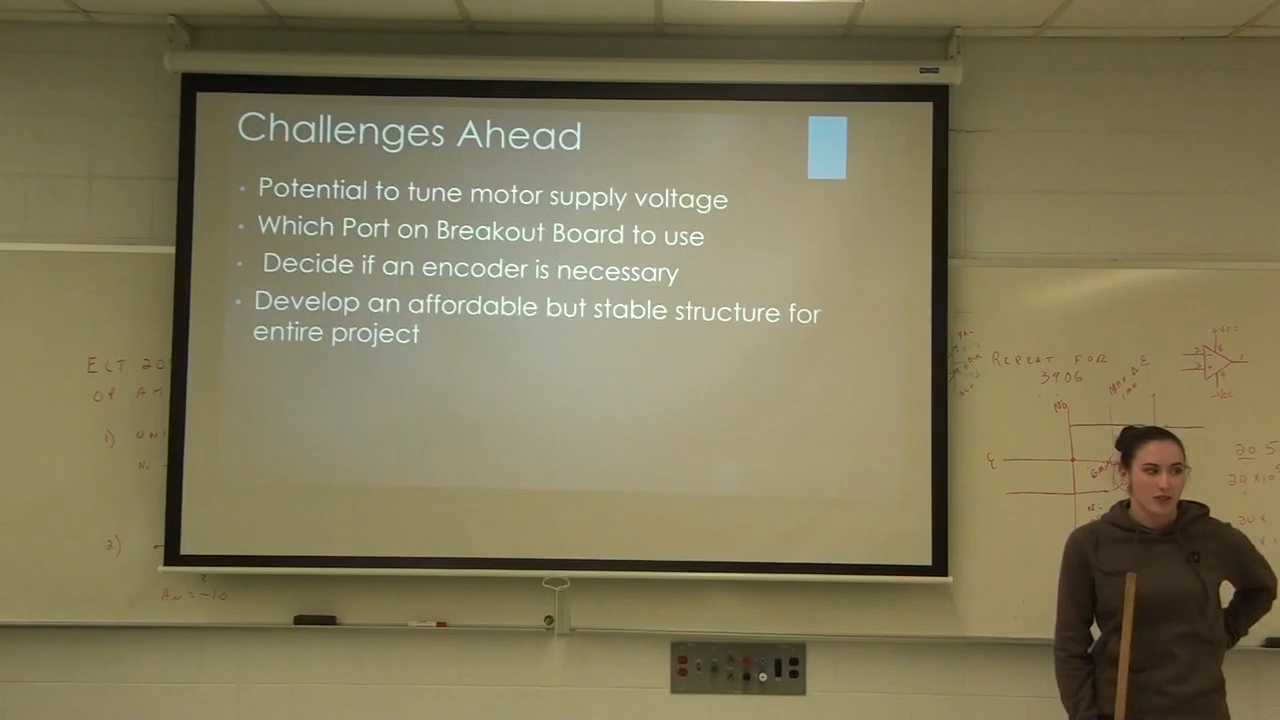 Challenges Ahead
• Potential to tune motor supply voltage
• Which Port on Breakout Board to use
• Decide if an encoder is necessary
• Develop an affordable but stable structure for
entire project
ECT 20
OP AM
1) UNI
2)
REPEAT FOR
3906